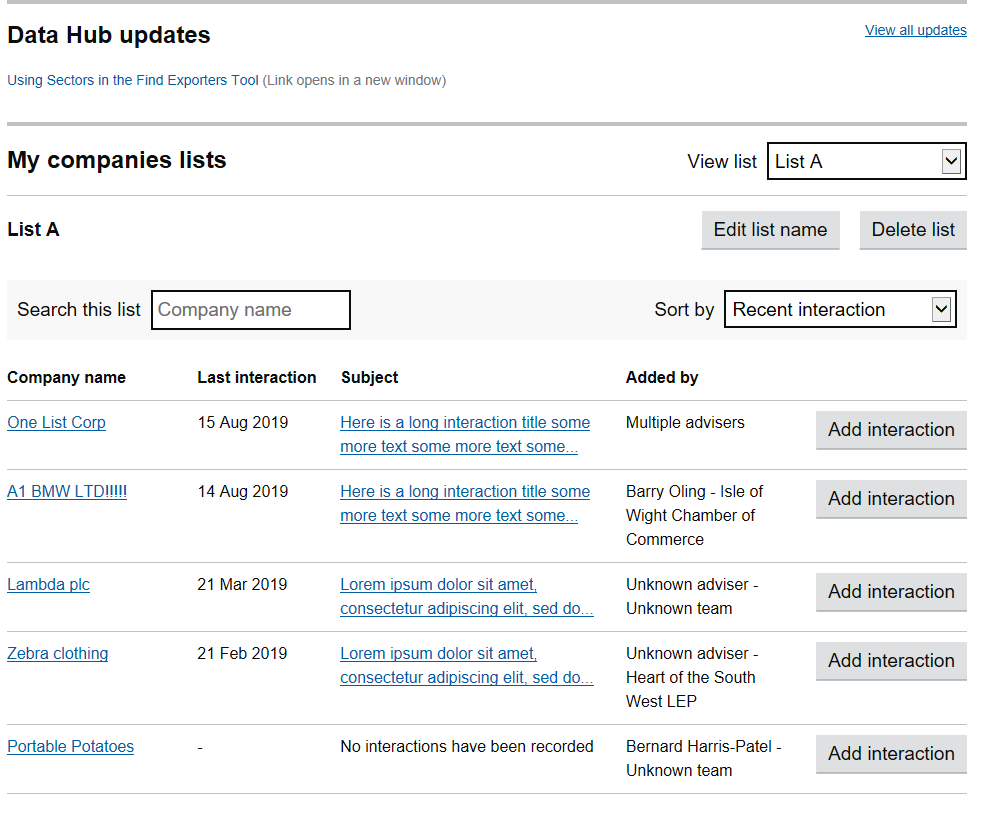 Data Hub updates
View all updates
Using Sectors in the Find Exporters Tool (Link opens in a new window)
My companies lists
View list List A
List A
Edit list name Delete list
Search this list Company name
Sort by Recent interaction
Company name Last interaction Subject Added by
One List Corp 15 Aug 2019 Here is a long interaction title some Multiple advisers
more text some more text some...
Add interaction
A1 BMW LTD!!!!! 14 Aug 2019 Here is a long interaction title some Barry Oling - Isle of
more text some more text some... Wight Chamber of
Commerce
Add interaction
Lambda plc 21 Mar 2019 Lorem ipsum dolor sit amet, Unknown adviser -
consectetur adipiscing elit, sed do... Unknown team
Add interaction
Zebra clothing 21 Feb 2019 Lorem ipsum dolor sit amet, Unknown adviser -
consectetur adipiscing elit, sed do... Heart of the South
West LEP
Add interaction
Portable Potatoes - No interactions have been recorded Bernard Harris-Patel -
Unknown team
Add interaction